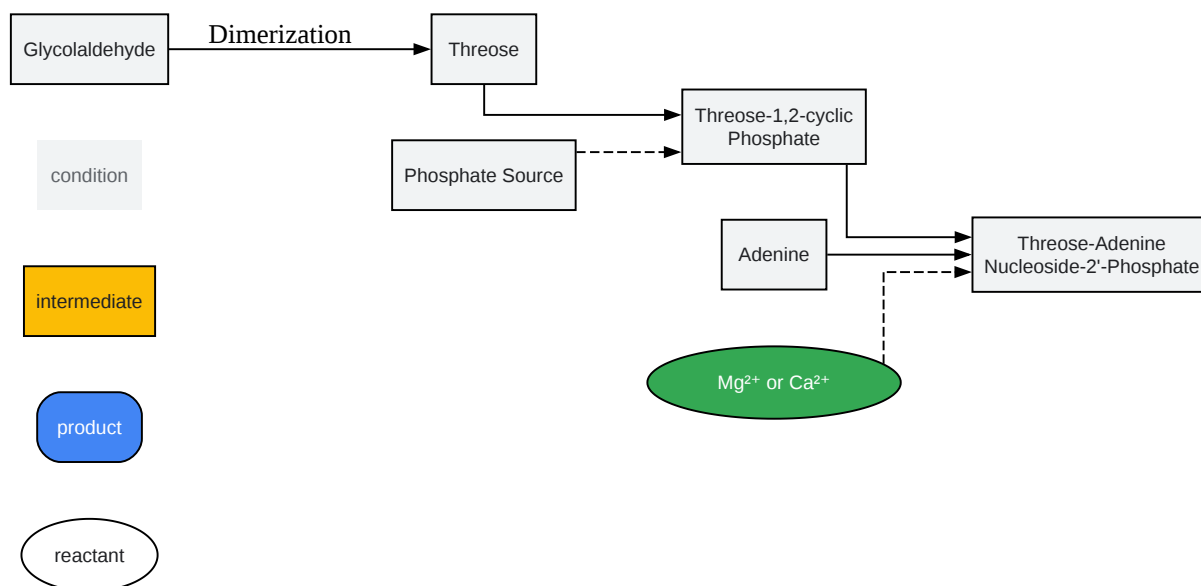 Glycolaldehyde
Dimerization
Threose
Threose-1,2-cyclic
Phosphate
condition
Phosphate Source
Adenine
Threose-Adenine
Nucleoside-2'-Phosphate
intermediate
Mg²⁺ or Ca²⁺
product
reactant